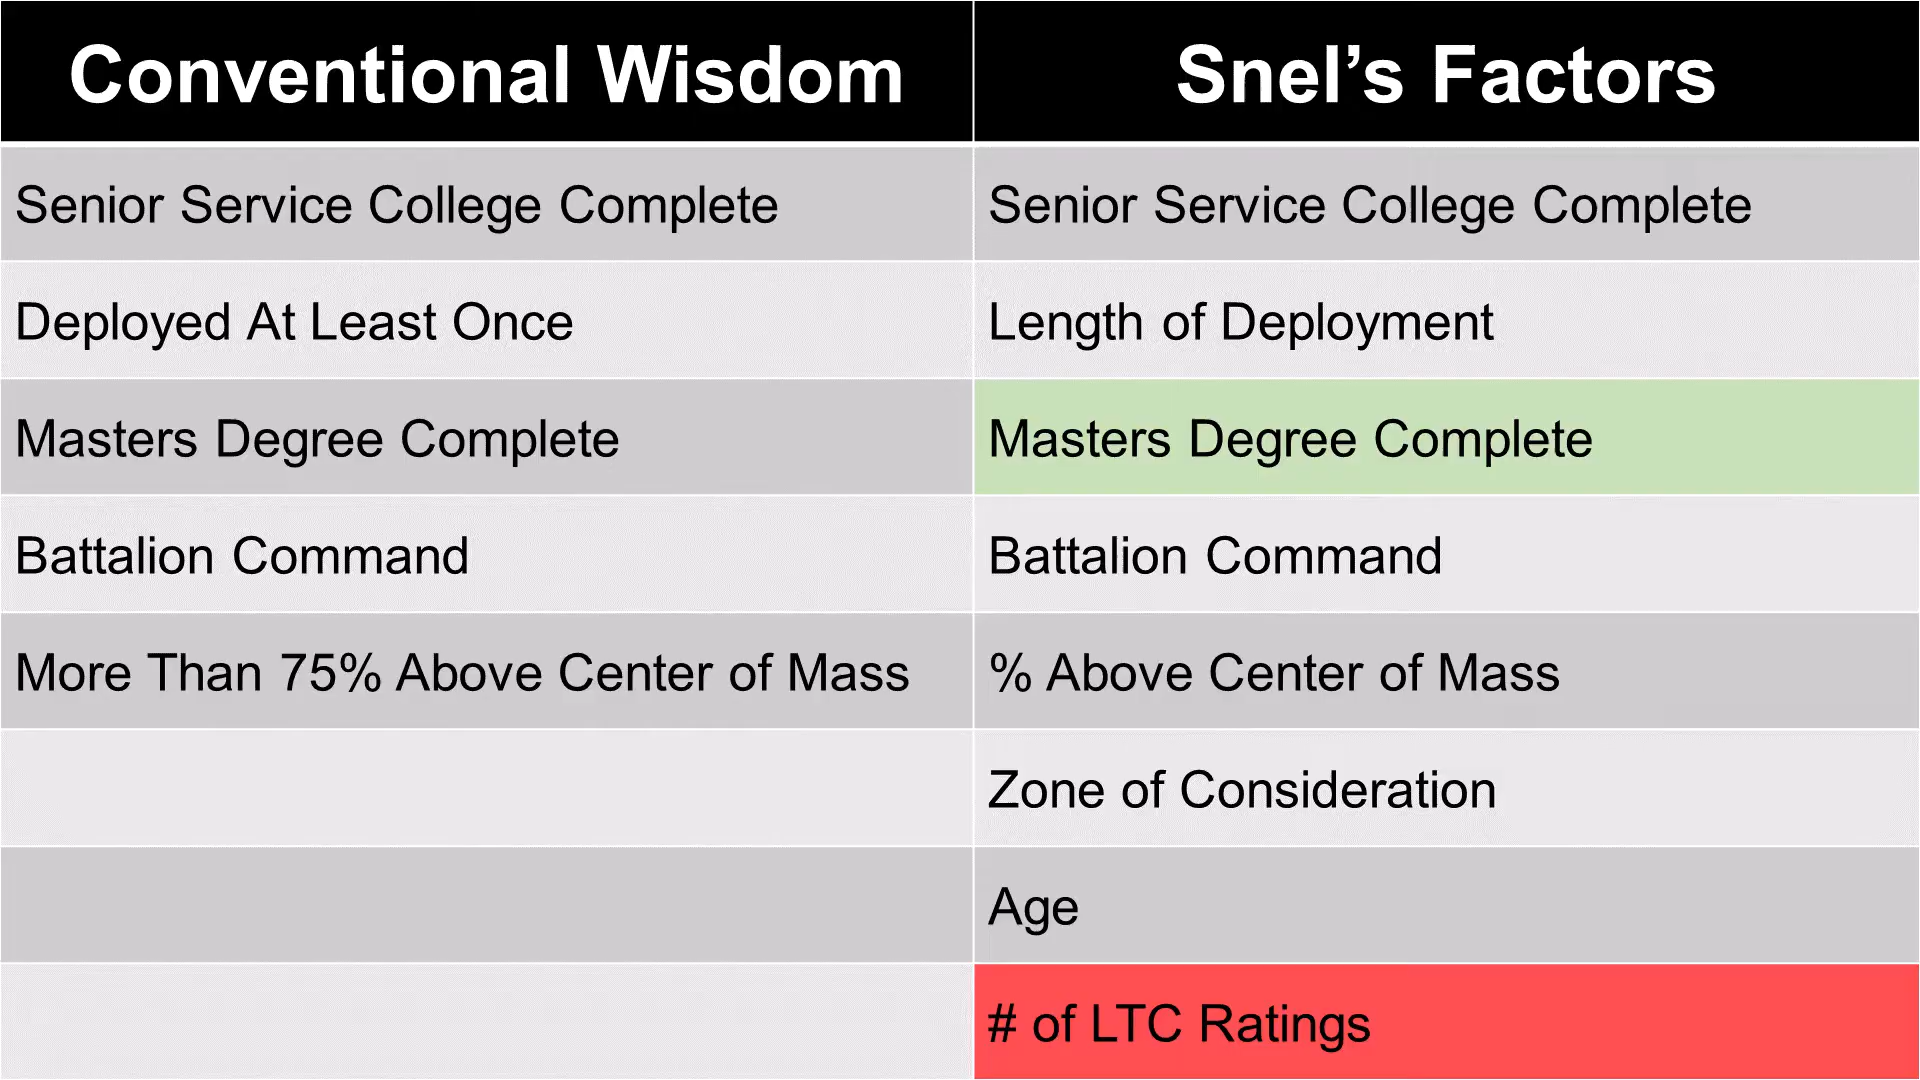 Conventional Wisdom
Snel’s Factors
Senior Service College Complete
Senior Service College Complete
Deployed At Least Once
Length of Deployment
Masters Degree Complete
Masters Degree Complete
Battalion Command
Battalion Command
More Than 75% Above Center of Mass
% Above Center of Mass
Zone of Consideration
Age
# of LTC Ratings